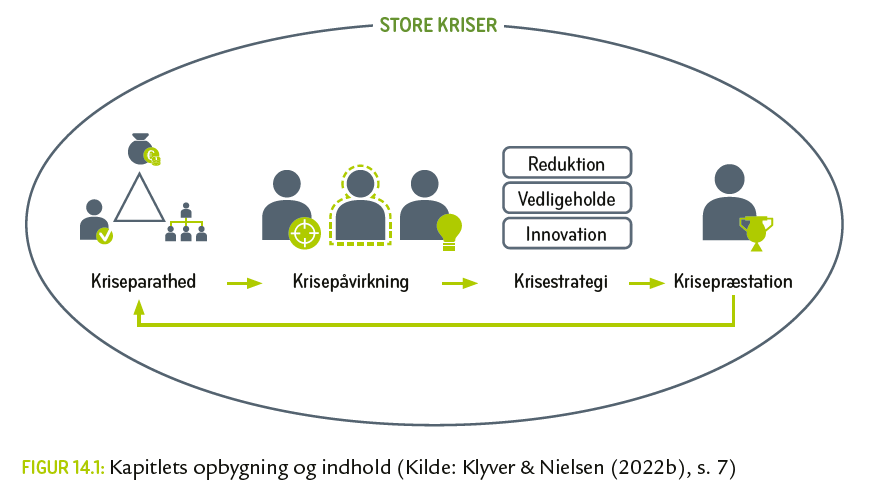 STORE KRISER
Reduktion
Vedligeholde
Innovation
Kriseparathed
Krisepåvirkning
Krisestrategi
Krisepræstation
FIGUR 14.1: Kapitlets opbygning og indhold (Kilde: Klyver & Nielsen (2022b), s. 7)